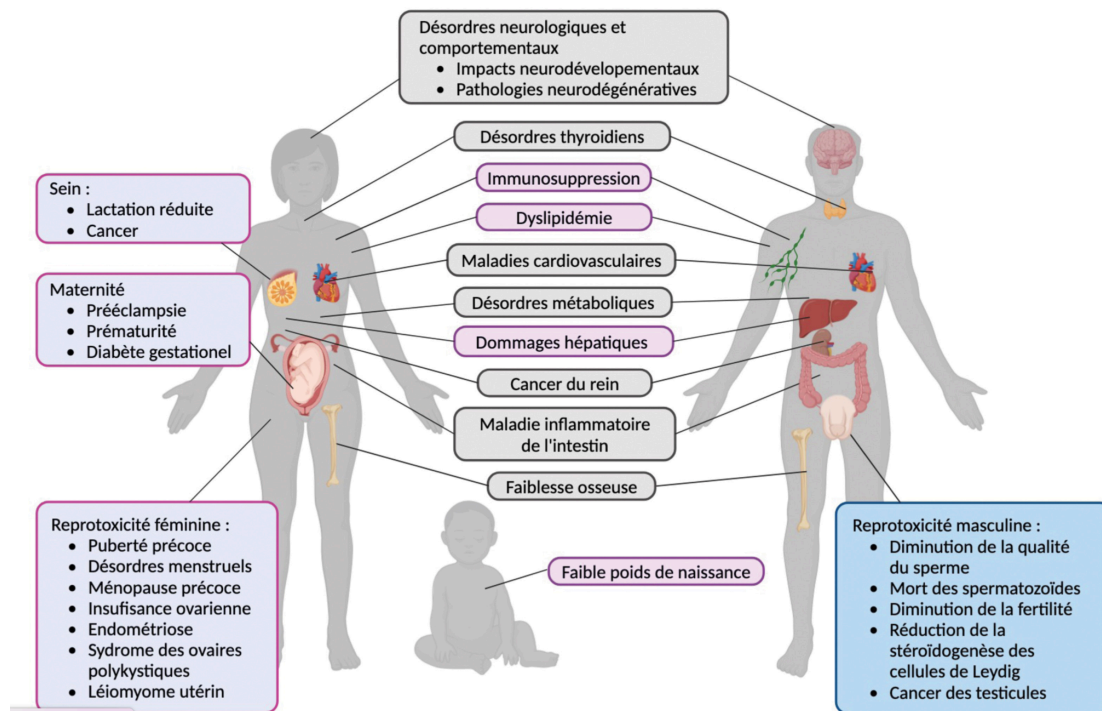 Désordres neurologiques et
comportementaux
• Impacts neurodévelopementaux
• Pathologies neurodégénératives
Désordres thyroidiens
Immunosuppression
Dyslipidémie
Maladies cardiovasculaires
Désordres métaboliques
Dommages hépatiques
Cancer du rein
Maladie inflammatoire
de l'intestin
Faiblesse osseuse
Sein :
• Lactation réduite
• Cancer
Maternité
• Prééclampsie
• Prématurité
• Diabète gestationel
Reprotoxicité féminine :
• Puberté précoce
• Désordres menstruels
• Ménopause précoce
• Insufisance ovarienne
• Endométriose
• Sydrome des ovaires
polykystiques
• Léiomyome utérin
Faible poids de naissance
Reprotoxicité masculine :
• Diminution de la qualité
du sperme
• Mort des spermatozoïdes
• Diminution de la fertilité
• Réduction de la
stéroïdogenèse des
cellules de Leydig
• Cancer des testicules